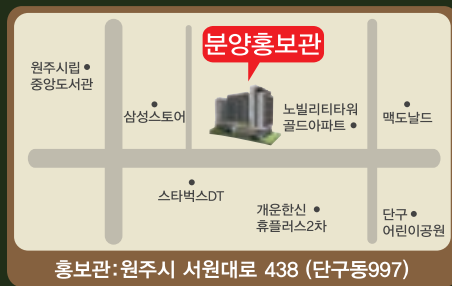 분양홍보관
원주시립
중앙도서관
삼성스토어
노빌리티타워
골드아파트
맥도날드
스타벅스DT
개운한신
휴플러스2차
단구
어린이공원
홍보관:원주시 서원대로 438 (단구동997)